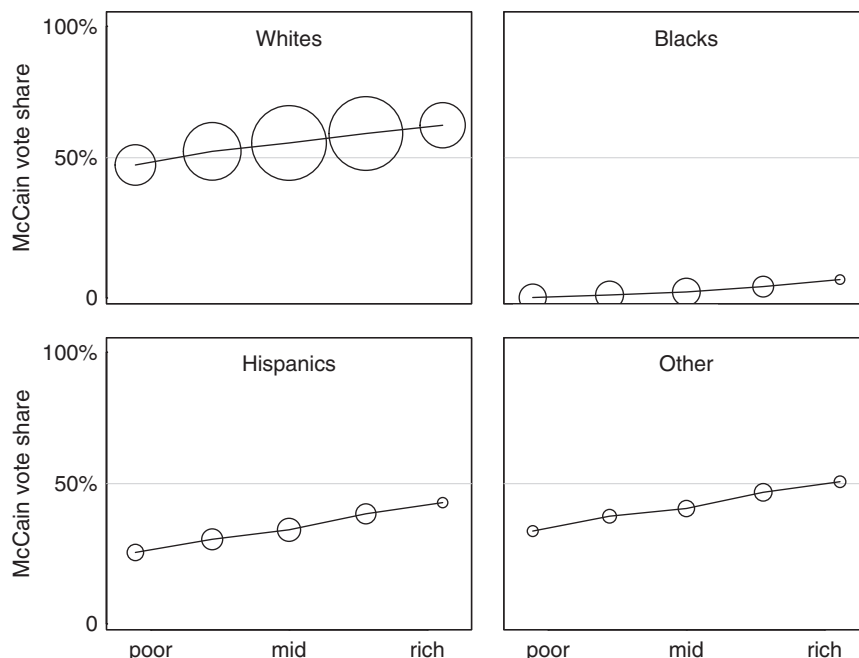 100%
Whites
Blacks
McCain vote share
50%
0
100%
Hispanics
Other
McCain vote share
50%
0
poor mid rich
poor mid rich